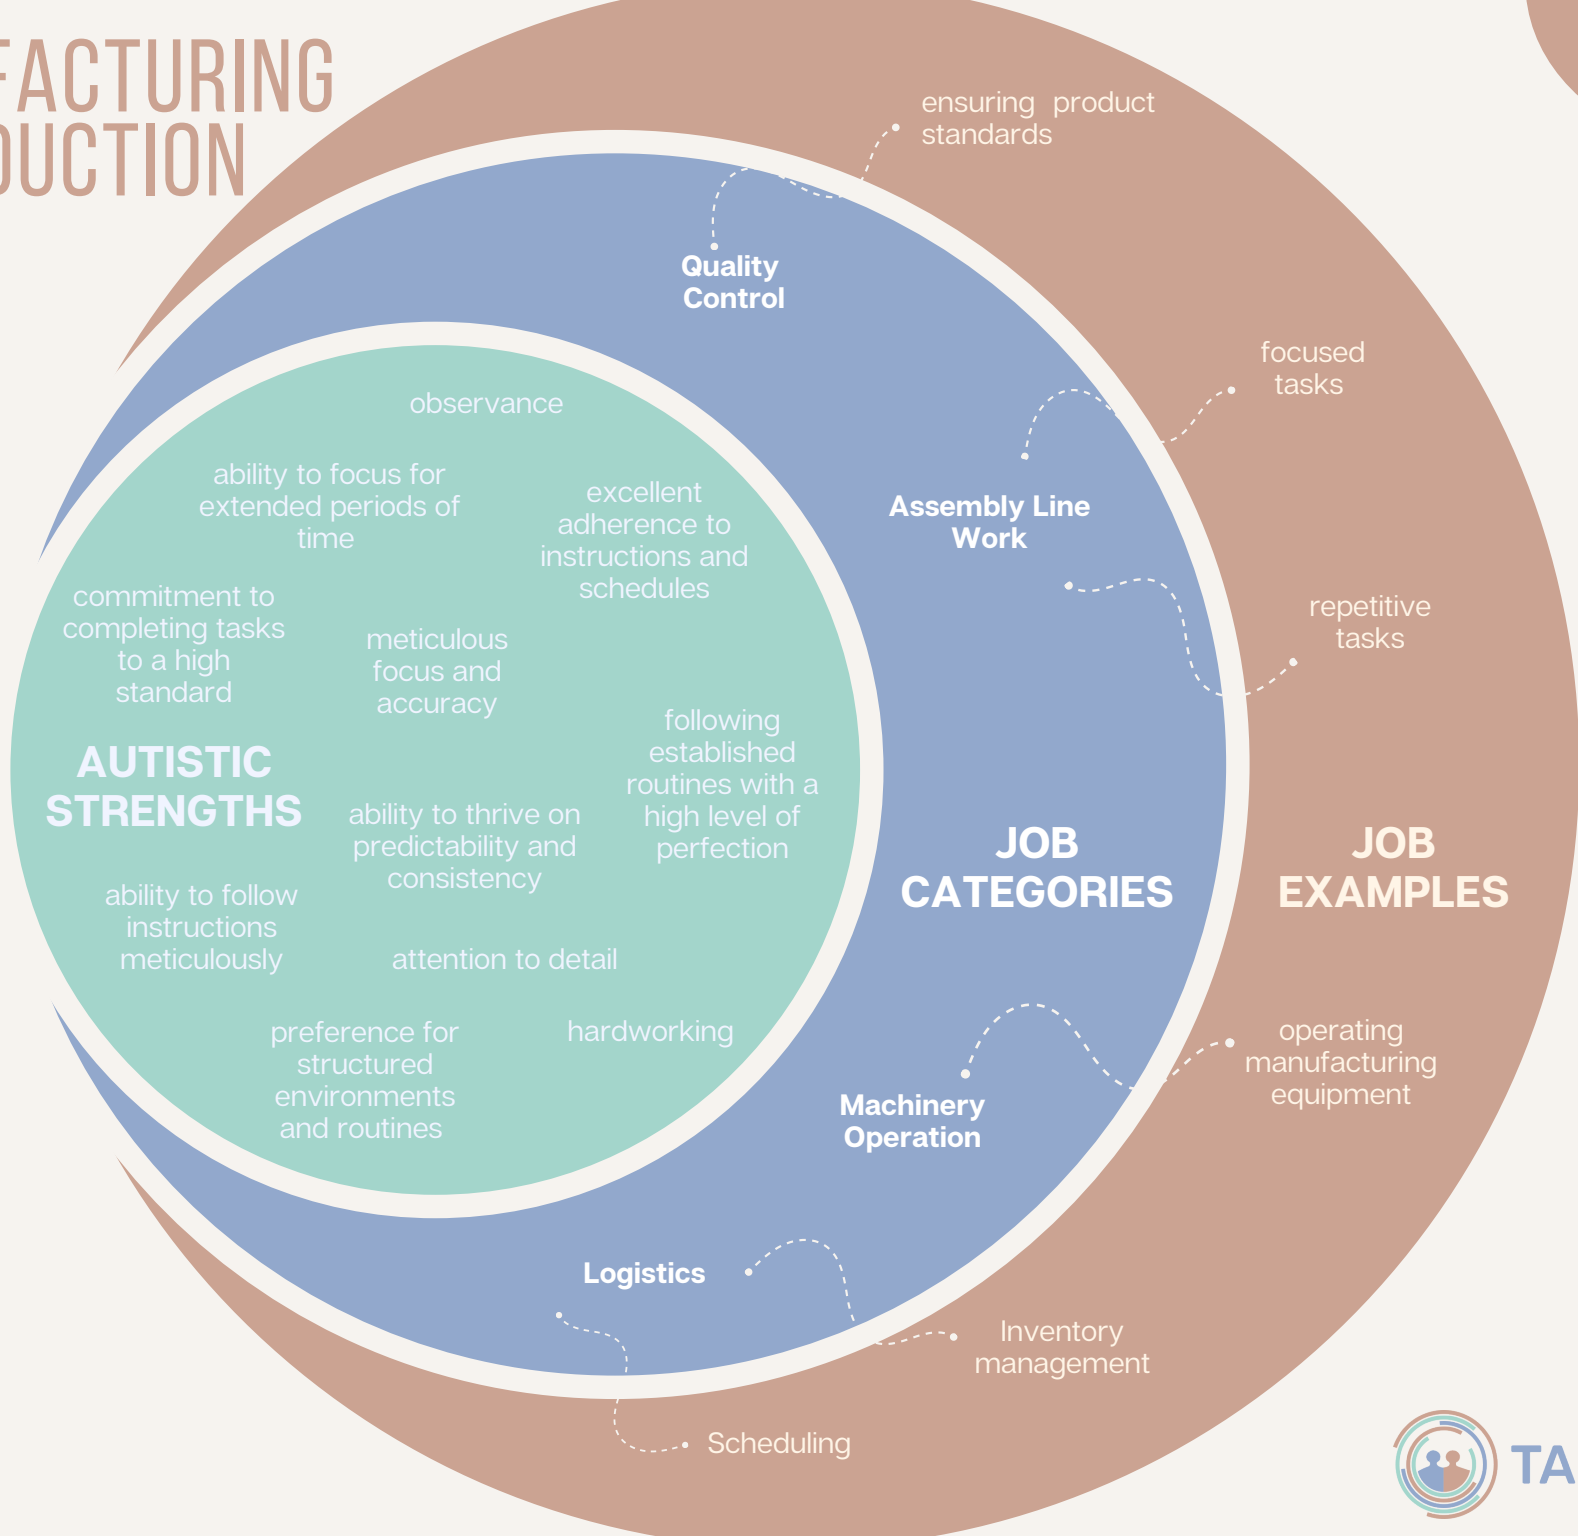 FACTURING
DUCTION
ensuring product
standards
Quality
Control
focused
tasks
Assembly Line
Work
repetitive
tasks
observance
ability to focus for
extended periods of
time
excellent
adherence to
instructions and
schedules
commitment to
completing tasks
to a high
standard
meticulous
focus and
accuracy
following
established
routines with a
high level of
perfection
AUTISTIC
STRENGTHS
ability to thrive on
predictability and
consistency
ability to follow
instructions
meticulously
attention to detail
preference for
structured
environments
and routines
hardworking
JOB
CATEGORIES
JOB
EXAMPLES
Machinery
Operation
operating
manufacturing
equipment
Logistics
Inventory
management
Scheduling
TA